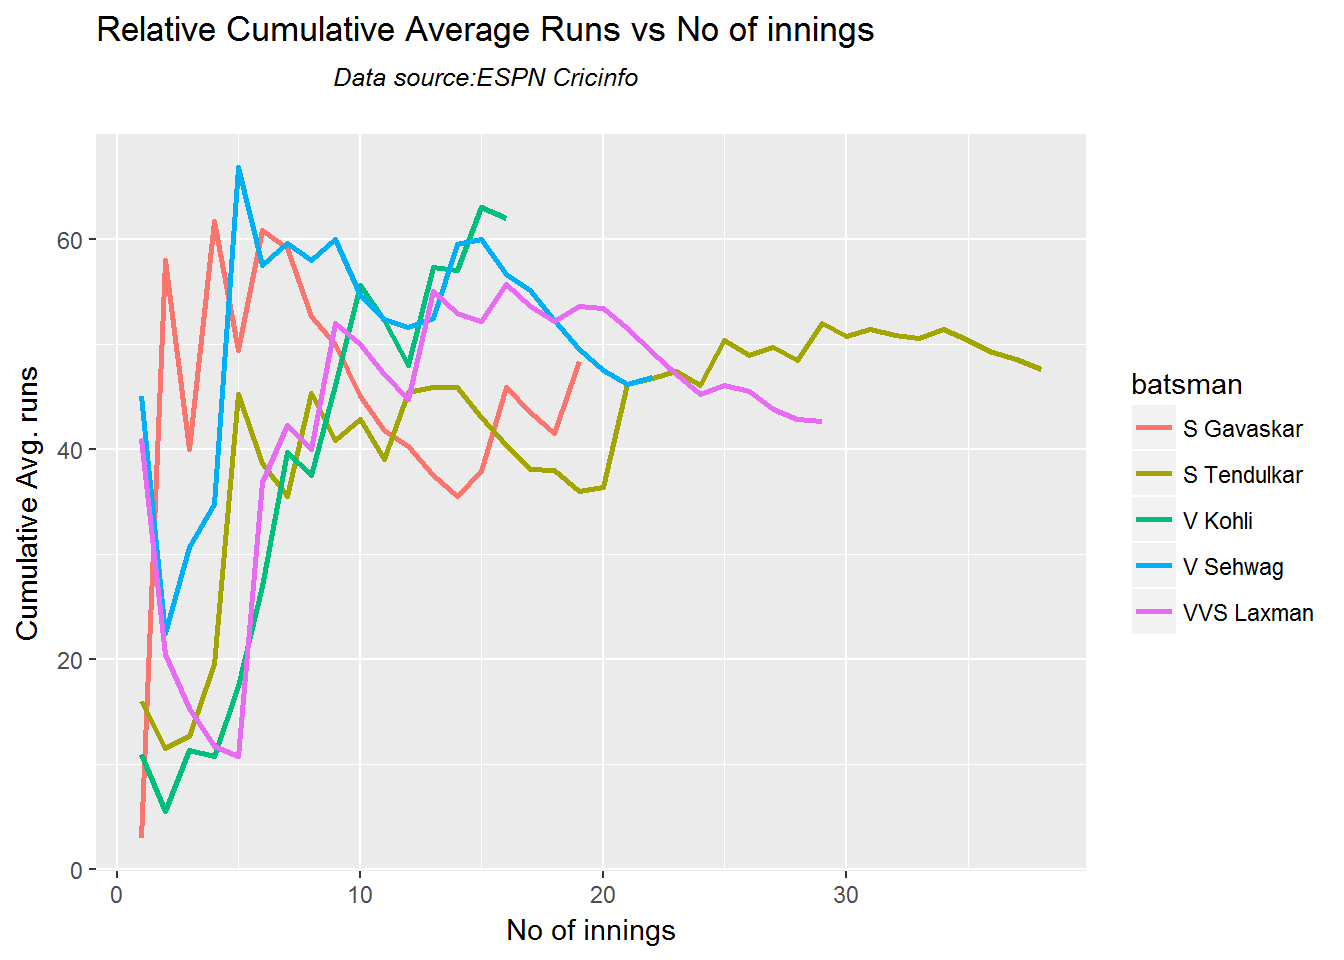 Relative Cumulative Average Runs vs No of innings
Data source:ESPN Cricinfo
Cumulative Avg. runs
60
40
20
0
0 10 20 30
No of innings
batsman
S Gavaskar
S Tendulkar
V Kohli
V Sehwag
VVS Laxman